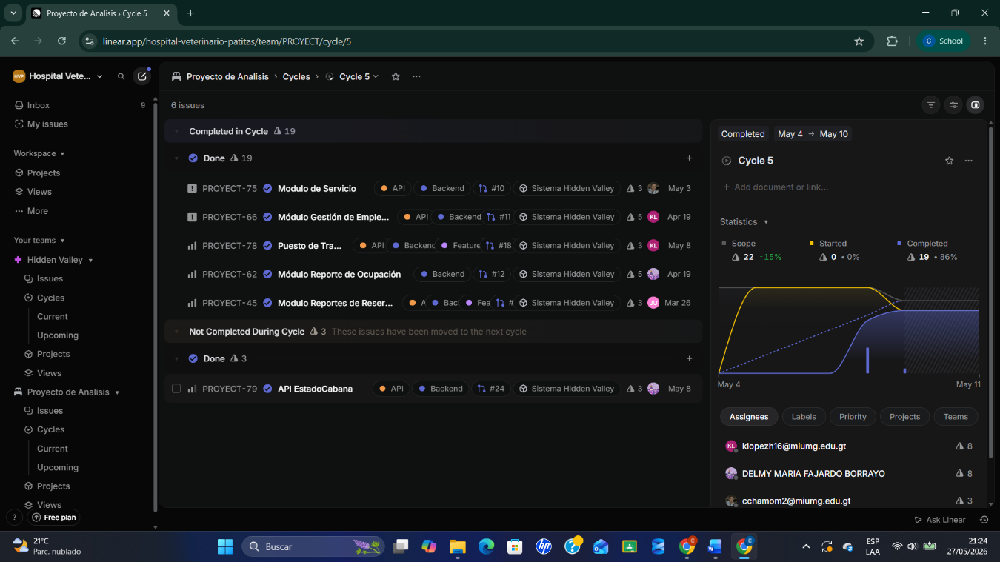 Proyecto de Analisis › Cycle 5
linear.app/hospital-veterinario-patitas/team/PROYECT/cycle/5
C School
HVP Hospital Vete...
Proyecto de Analisis › Cycles › Cycle 5
Inbox 9
My issues
Workspace
Projects
Views
More
Your teams
Hidden Valley
Issues
Cycles
Current
Upcoming
Projects
Views
Proyecto de Analisis
Issues
Cycles
Current
Upcoming
Projects
Views
? Free plan
6 issues
Completed in Cycle 19
Done 19
PROYECT-75 Modulo de Servicio API Backend #10 Sistema Hidden Valley 3 May 3
PROYECT-66 Módulo Gestión de Emple... API Backend #11 Sistema Hidden Valley 5 KL Apr 19
PROYECT-78 Puesto de Tra... API Backend Feature #18 Sistema Hidden Valley 3 KL May 8
PROYECT-62 Módulo Reporte de Ocupación Backend #12 Sistema Hidden Valley 5 Apr 19
PROYECT-45 Modulo Reportes de Reser... A Bacl Fea # Sistema Hidden Valley 3 JU Mar 26
Not Completed During Cycle 3 These issues have been moved to the next cycle
Done 3
PROYECT-79 API EstadoCabana API Backend #24 Sistema Hidden Valley 3 May 8
Completed May 4 → May 10
Cycle 5
+ Add document or link...
Statistics
Scope Started Completed
22 -15% 0 • 0% 19 • 86%
May 4 May 11
Assignees Labels Priority Projects Teams
KL klopezh16@miumg.edu.gt 8
DELMY MARIA FAJARDO BORRAYO 8
cchamom2@miumg.edu.gt 3
Ask Linear
21°C
Parc. nublado
Buscar
ESP
LAA
21:24
27/05/2026